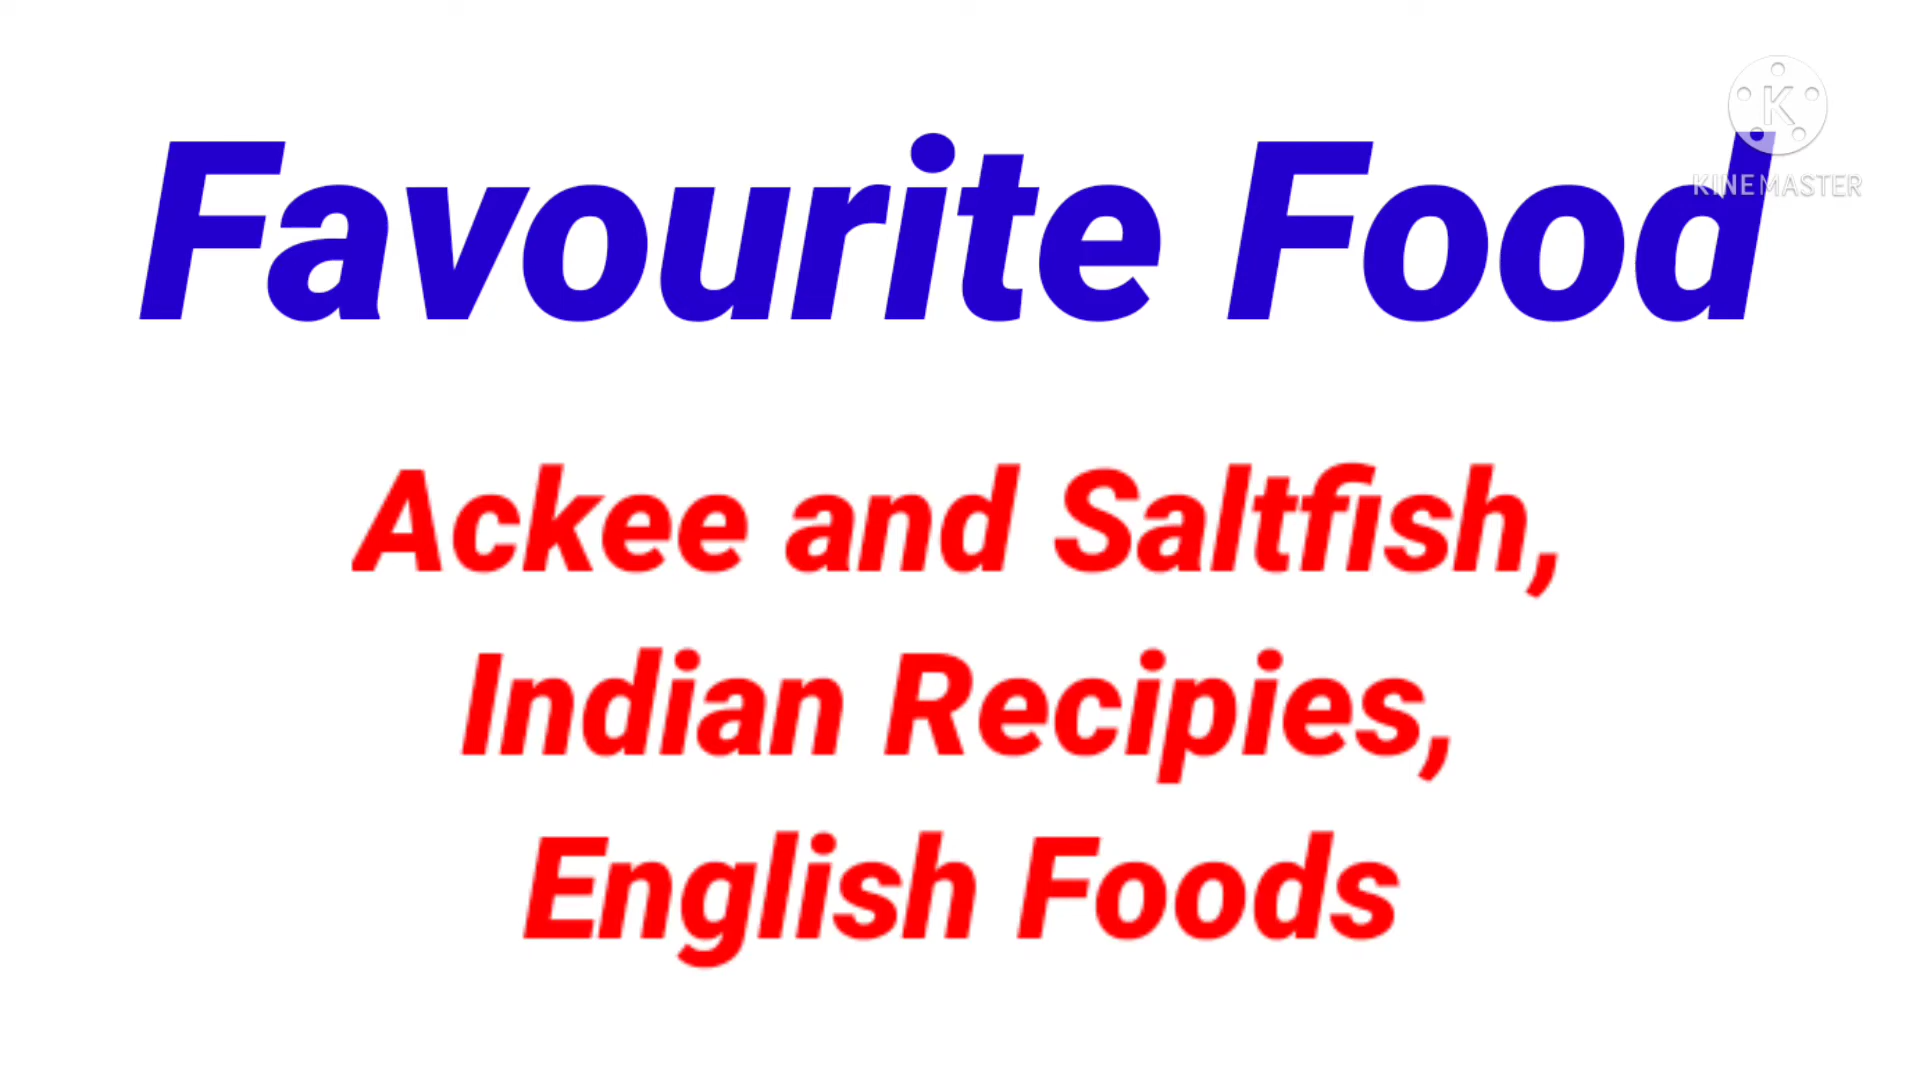 Favourite Food
KINEMASTER
Ackee and Saltfish,
Indian Recipies,
English Foods